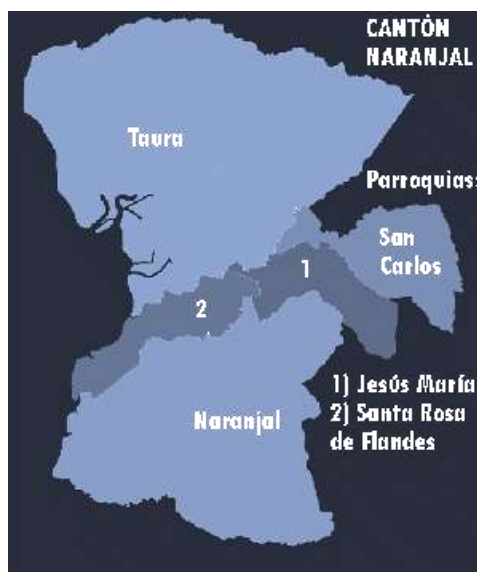 CANTÓN
NARANJAL
Taura
Parroquias:
San
Carlos
1
2
1) Jesús María
2) Santa Rosa
de Flandes
Naranjal